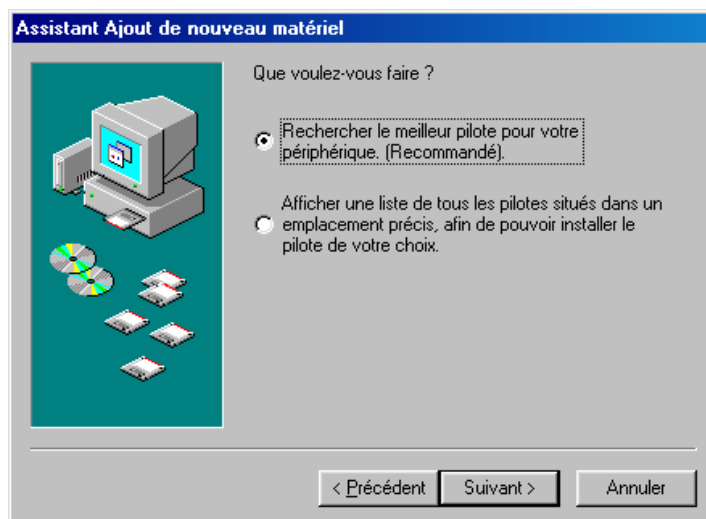 Assistant Ajout de nouveau matériel
Que voulez-vous faire ?
Rechercher le meilleur pilote pour votre
périphérique. (Recommandé).
Afficher une liste de tous les pilotes situés dans un
emplacement précis, afin de pouvoir installer le
pilote de votre choix.
< Précédent
Suivant >
Annuler